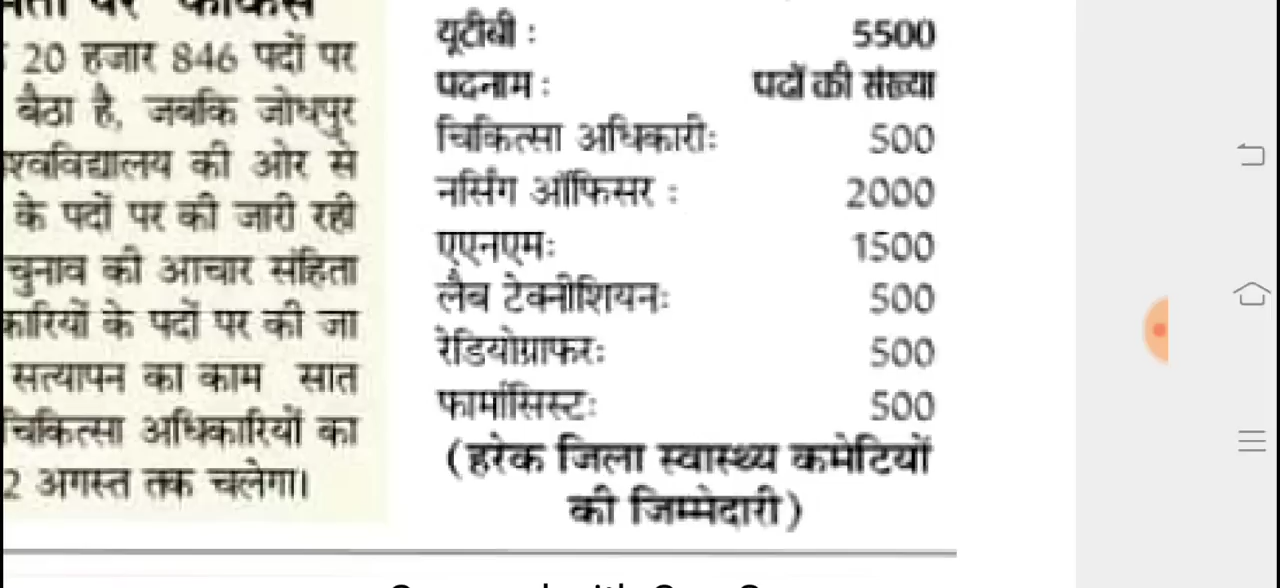 20 हजार 846 पदों पर
बैठा है, जबकि जोधपुर
श्वविद्यालय की ओर से
के पदों पर की जारी रही
चुनाव की आचार संहिता
कारियों के पदों पर की जा
सत्यापन का काम सात
चिकित्सा अधिकारियों का
2 अगस्त तक चलेगा।
यूटीबी : 5500
पदनाम : पदों की संख्या
चिकित्सा अधिकारीः 500
नर्सिंग ऑफिसर : 2000
एएनएमः 1500
लैब टेक्नीशियनः 500
रेडियोग्राफरः 500
फार्मासिस्टः 500
(हरेक जिला स्वास्थ्य कमेटियों
की जिम्मेदारी)